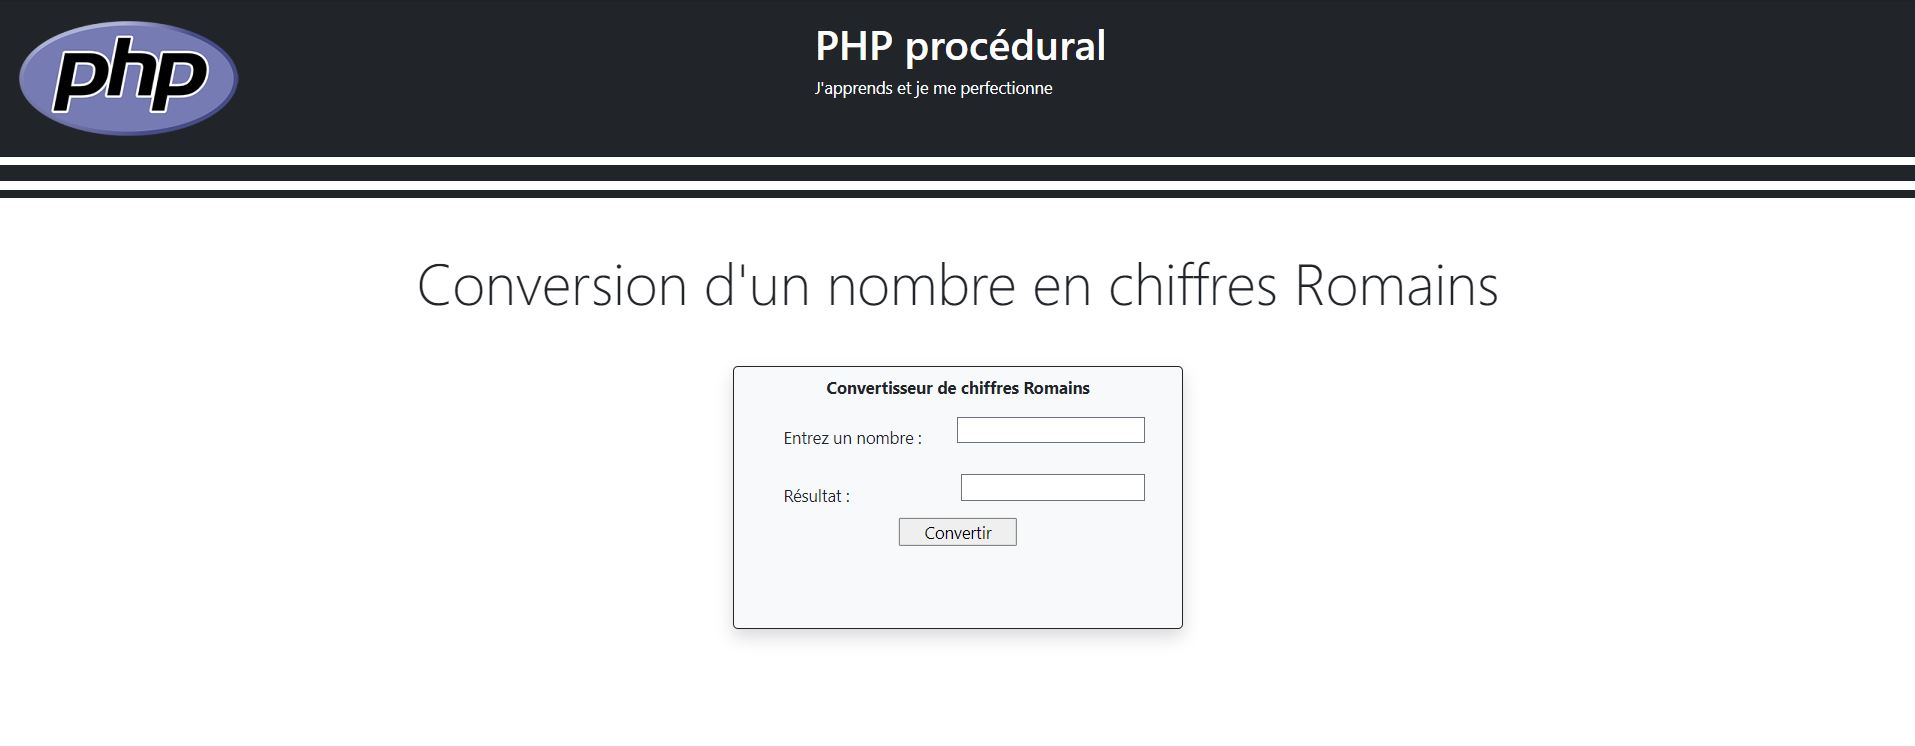 php
PHP procédural
J'apprends et je me perfectionne
Conversion d'un nombre en chiffres Romains
Convertisseur de chiffres Romains
Entrez un nombre :
Résultat :
Convertir